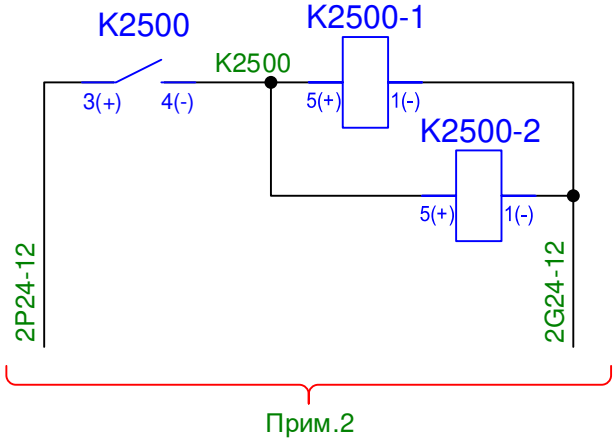 K2500
K2500-1
K2500
3(+)
4(-)
5(+)
1(-)
K2500-2
5(+)
1(-)
2P24-12
2G24-12
Прим.2